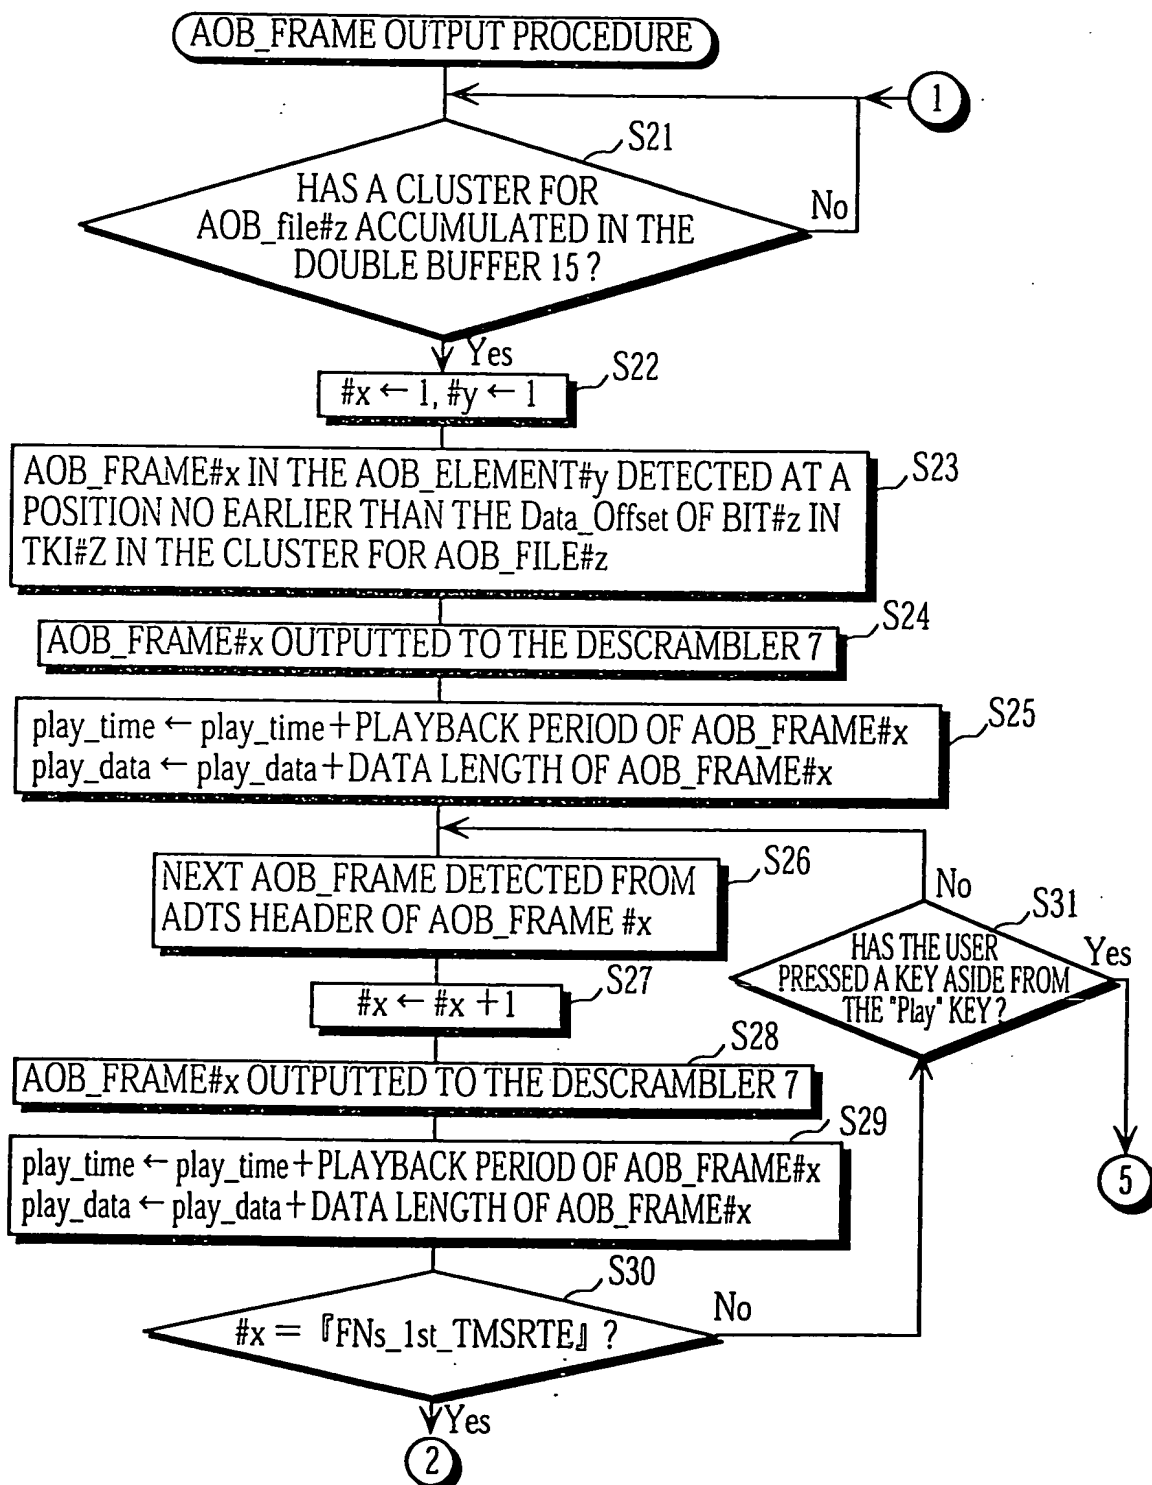 AOB_FRAME OUTPUT PROCEDURE
1
S21
HAS A CLUSTER FOR
AOB_file#z ACCUMULATED IN THE
DOUBLE BUFFER 15 ?
No
Yes
S22
#x ← 1, #y ← 1
S23
AOB_FRAME#x IN THE AOB_ELEMENT#y DETECTED AT A
POSITION NO EARLIER THAN THE Data_Offset OF BIT#z IN
TKI#Z IN THE CLUSTER FOR AOB_FILE#z
S24
AOB_FRAME#x OUTPUTTED TO THE DESCRAMBLER 7
S25
play_time ← play_time+PLAYBACK PERIOD OF AOB_FRAME#x
play_data ← play_data+DATA LENGTH OF AOB_FRAME#x
S26
NEXT AOB_FRAME DETECTED FROM
ADTS HEADER OF AOB_FRAME #x
No
S31
HAS THE USER
PRESSED A KEY ASIDE FROM
THE "Play" KEY ?
Yes
S27
#x ← #x +1
S28
AOB_FRAME#x OUTPUTTED TO THE DESCRAMBLER 7
S29
play_time ← play_time+PLAYBACK PERIOD OF AOB_FRAME#x
play_data ← play_data+DATA LENGTH OF AOB_FRAME#x
5
S30
#x = 『FNs_1st_TMSRTE』 ?
No
Yes
2